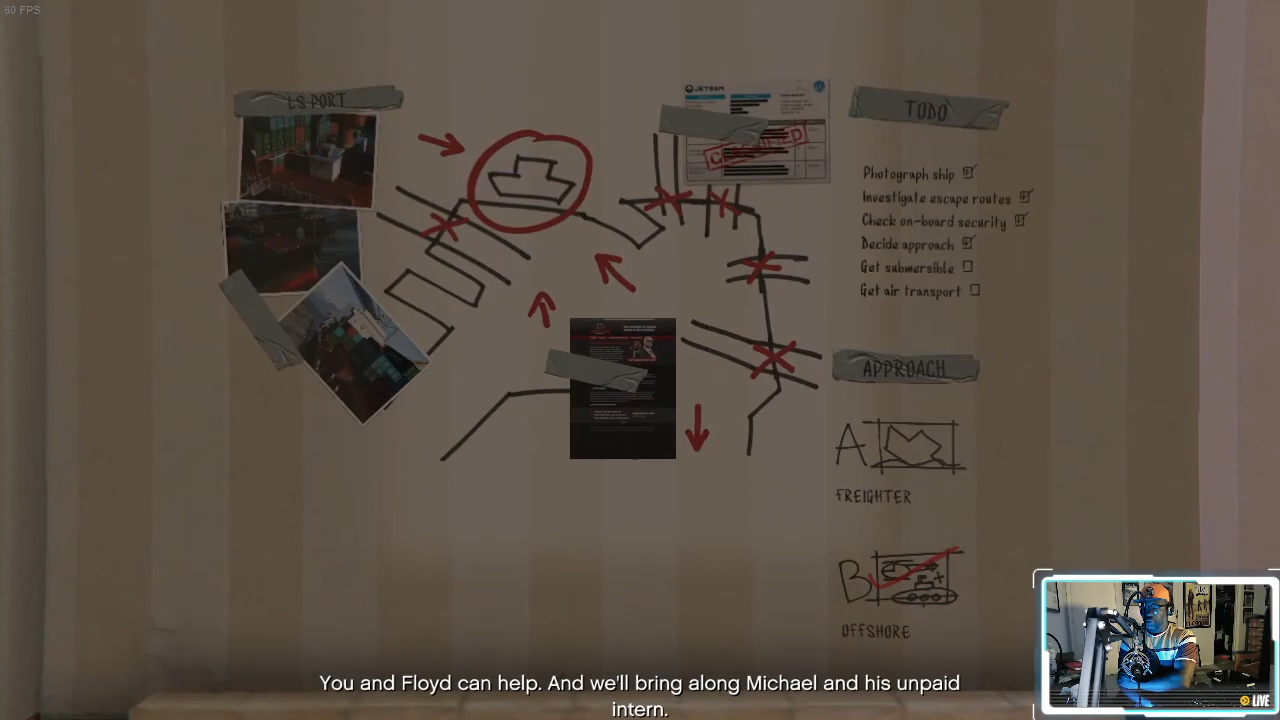 60 FPS
LS PORT
JETSAM
TODO
Photograph ship
Investigate escape routes
Check on-board security
Decide approach
Get submersible
Get air transport
APPROACH
A
FREIGHTER
B
OFFSHORE
LIVE
You and Floyd can help. And we'll bring along Michael and his unpaid
intern.